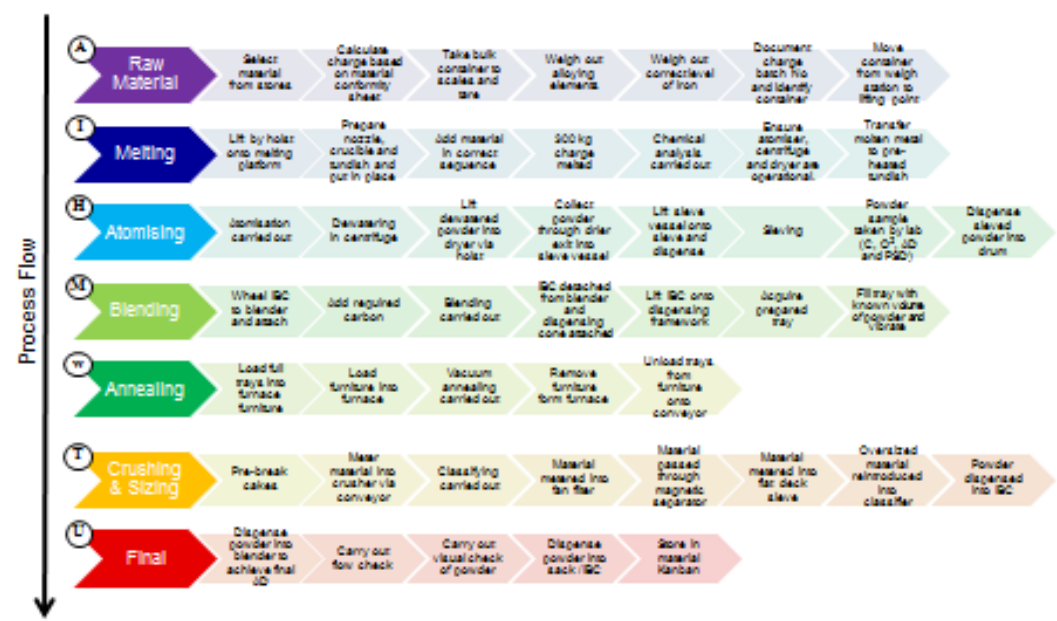 Process Flow
A
Raw
Material
Select
material
from stores
Calculate
charge based
on material
conformity
sheet
Take bulk
container to
scales and
tare
Weigh out
alloying
elements
Weigh out
correct level
of iron
Document
charge
batch No
and identify
container
Move
container
from weigh
station to
lifting point
I
Melting
Lift by hoist
onto melting
platform
Prepare
nozzle,
crucible and
tundish and
put in place
Add material
in correct
sequence
300kg
charge
melted
Chemical
analysis
carried out
Ensure
atomiser,
centrifuge
and dryer are
operational.
Transfer
molten metal
to pre-
heated
tundish
H
Atomising
Atomisation
carried out
Dewatering
in centrifuge
Lift
dewatered
powder into
dryer via
hoist
Collect
powder
through drier
exit into
sieve vessel
Lift sieve
vessel onto
sieve and
dispense
Sieving
Powder
sample
taken by lab
(C, O², AD
and PSD)
Dispense
sieved
powder into
drum
M
Blending
Wheel IBC
to blender
and attach
Add required
carbon
Blending
carried out
IBC detached
from blender
and
dispensing
cone attached
Lift IBC onto
dispensing
framework
Acquire
prepared
tray
Fill tray with
known volume
of powder and
vibrate
W
Annealing
Load full
trays into
furnace
furniture
Load
furniture into
furnace
Vacuum
annealing
carried out
Remove
furniture
form furnace
Unload trays
from
furniture
onto
conveyor
T
Crushing
& Sizing
Pre-break
cakes
Meter
material into
crusher via
conveyor
Classifying
carried out
Material
metered into
fan filter
Material
passed
through
magnetic
separator
Material
metered into
fat deck
sieve
Oversized
material
reintroduced
into
classifier
Powder
dispensed
into IBC
U
Final
Dispense
powder into
blender to
achieve final
AD
Carry out
flow check
Carry out
visual check
of powder
Dispense
powder into
sack /IBC
Store in
material
Kanban